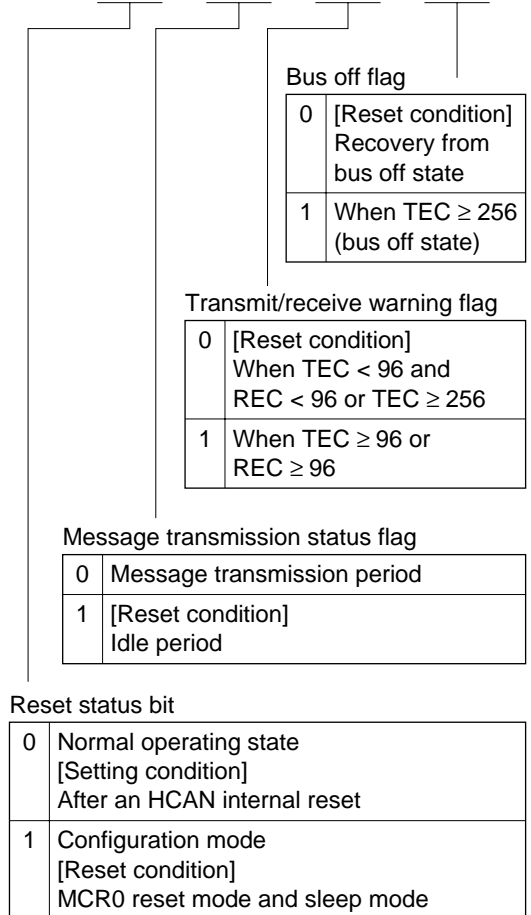 Bus off flag
0 [Reset condition]
Recovery from
bus off state
1 When TEC ≥ 256
(bus off state)
Transmit/receive warning flag
0 [Reset condition]
When TEC < 96 and
REC < 96 or TEC ≥ 256
1 When TEC ≥ 96 or
REC ≥ 96
Message transmission status flag
0 Message transmission period
1 [Reset condition]
Idle period
Reset status bit
0 Normal operating state
[Setting condition]
After an HCAN internal reset
1 Configuration mode
[Reset condition]
MCR0 reset mode and sleep mode